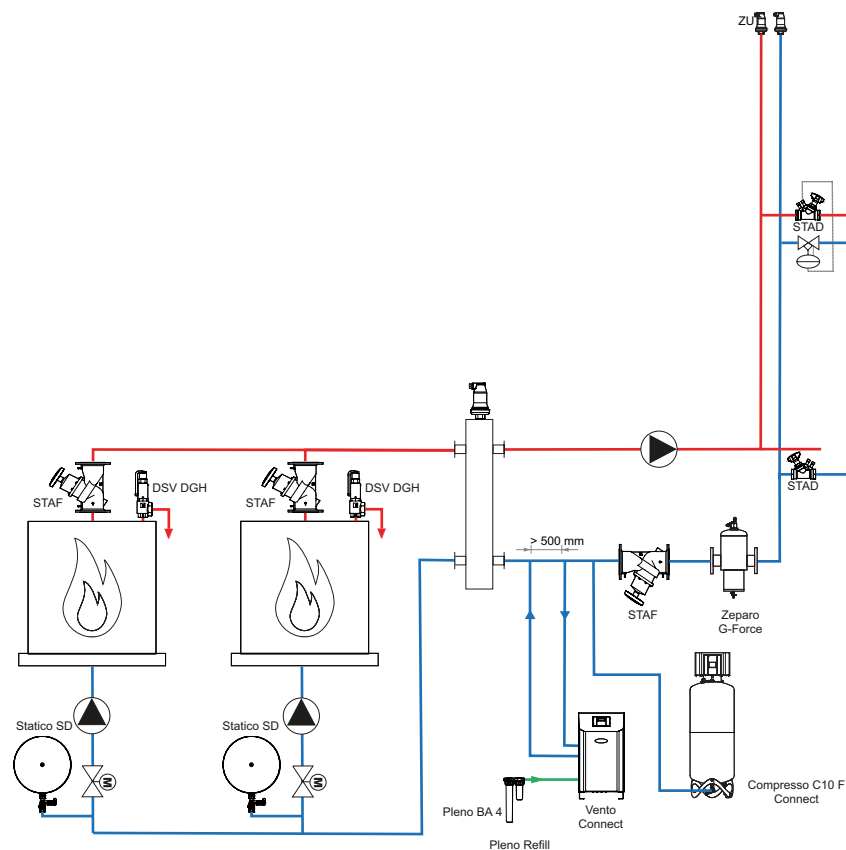 ZU
STAD
STAF
DSV DGH
STAF
DSV DGH
STAD
> 500 mm
STAF
Zeparo
G-Force
Statico SD
M
Statico SD
M
Pleno BA 4
Vento
Connect
Compresso C10 F
Connect
Pleno Refill